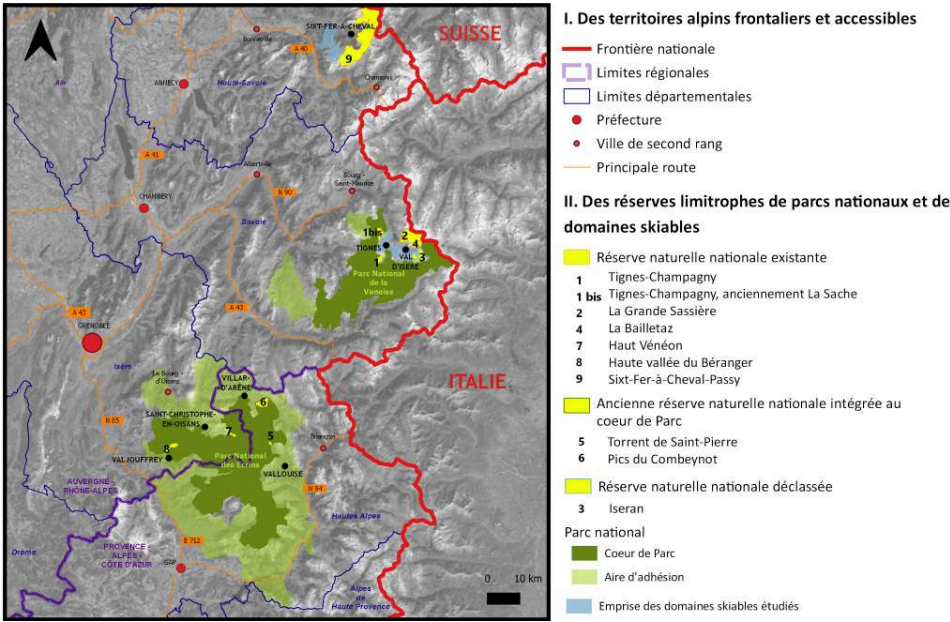 SIXT-FER-A-CHEVAL
SUISSE
Bonneville
A 40
9
Chamonix
ANNECY
Haute-Savoie
Ain
A 41
Albertville
Bourg -
Saint-Maurice
N 90
CHAMBERY
Savoie
1bis
2
TIGNES
4
VAL
D'ISERE
1
3
Parc National
de la
Vanoise
A 43
A 43
GRENOBLE
Isère
ITALIE
Le Bourg -
d'Oisans
VILLAR-
D'ARÊNE
6
SAINT-CHRISTOPHE-
EN-OISANS
N 85
7
5
Briançon
8
VALJOUFFREY
Parc National
des Ecrins
VALLOUISE
AUVERGNE -
RHÔNE-ALPES
N 94
Hautes Alpes
Drôme
PROVENCE -
ALPES -
CÔTE D'AZUR
E 712
GAP
Alpes
de
Haute Provence
0 10 km
I. Des territoires alpins frontaliers et accessibles
Frontière nationale
Limites régionales
Limites départementales
Préfecture
Ville de second rang
Principale route
II. Des réserves limitrophes de parcs nationaux et de
domaines skiables
Réserve naturelle nationale existante
1 Tignes-Champagny
1 bis Tignes-Champagny, anciennement La Sache
2 La Grande Sassière
4 La Bailletaz
7 Haut Vénéon
8 Haute vallée du Béranger
9 Sixt-Fer-à-Cheval-Passy
Ancienne réserve naturelle nationale intégrée au
coeur de Parc
5 Torrent de Saint-Pierre
6 Pics du Combeynot
Réserve naturelle nationale déclassée
3 Iseran
Parc national
Coeur de Parc
Aire d'adhésion
Emprise des domaines skiables étudiés